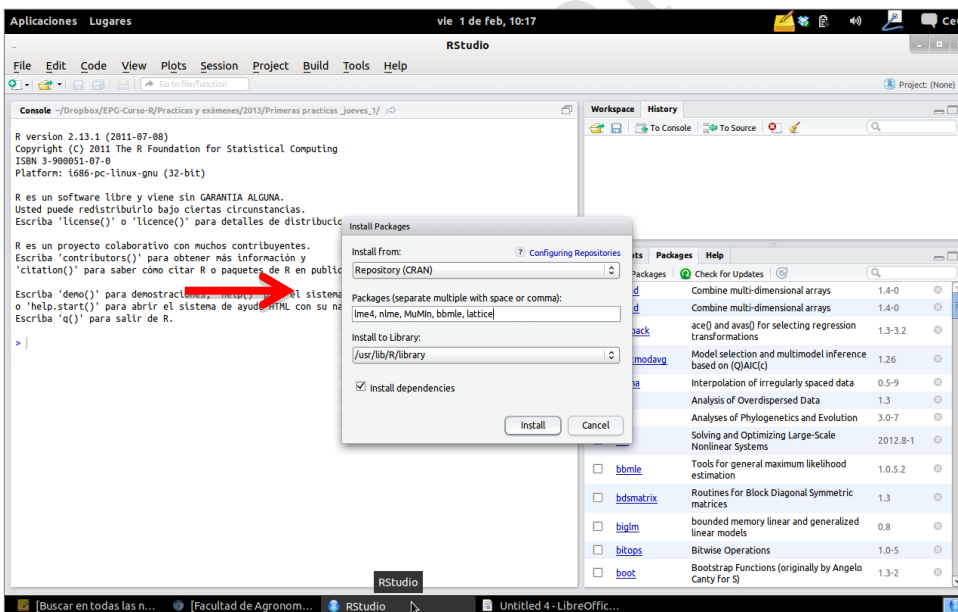 Aplicaciones Lugares
vie 1 de feb, 10:17
Ce
RStudio
File Edit Code View Plots Session Project Build Tools Help
Go to file/function
Project: (None)
Console ~/Dropbox/EPG-Curso-R/Practicas y exámenes/2013/Primeras practicas _jueves_1/
R version 2.13.1 (2011-07-08)
Copyright (C) 2011 The R Foundation for Statistical Computing
ISBN 3-900051-07-0
Platform: i686-pc-linux-gnu (32-bit)
R es un software libre y viene sin GARANTIA ALGUNA.
Usted puede redistribuirlo bajo ciertas circunstancias.
Escriba 'license()' o 'licence()' para detalles de distribucio
R es un proyecto colaborativo con muchos contribuyentes.
Escriba 'contributors()' para obtener más información y
'citation()' para saber cómo citar R o paquetes de R en public
Escriba 'demo()' para demostraciones, 'help()' el sistema
o 'help.start()' para abrir el sistema de ayuda HTML con su na
Escriba 'q()' para salir de R.
>
Install Packages
Install from:
Configuring Repositories
Repository (CRAN)
Packages (separate multiple with space or comma):
lme4, nlme, MuMIn, bbmle, lattice
Install to Library:
/usr/lib/R/library
Install dependencies
Install Cancel
Workspace History
To Console To Source
ots Packages Help
Packages Check for Updates
d Combine multi-dimensional arrays 1.4-0
d Combine multi-dimensional arrays 1.4-0
pack ace() and avas() for selecting regression transformations 1.3-3.2
cmodavg Model selection and multimodel inference based on (Q)AIC(c) 1.26
na Interpolation of irregularly spaced data 0.5-9
Analysis of Overdispersed Data 1.3
Analyses of Phylogenetics and Evolution 3.0-7
Solving and Optimizing Large-Scale Nonlinear Systems 2012.8-1
bbmle Tools for general maximum likelihood estimation 1.0.5.2
bdsmatrix Routines for Block Diagonal Symmetric matrices 1.3
biglm bounded memory linear and generalized linear models 0.8
bitops Bitwise Operations 1.0-5
boot Bootstrap Functions (originally by Angelo Canty for S) 1.3-2
RStudio
[Buscar en todas las n... [Facultad de Agronom... RStudio Untitled 4 - LibreOffic...